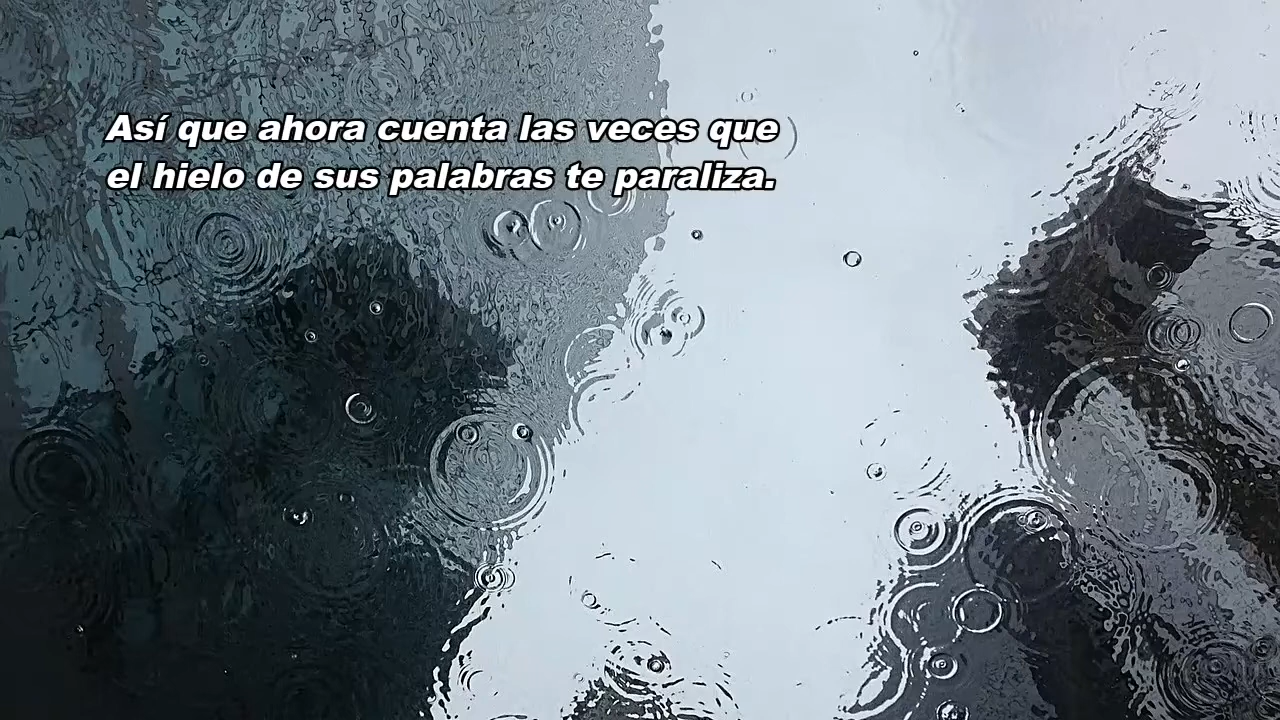 Así que ahora cuenta las veces que
el hielo de sus palabras te paraliza.